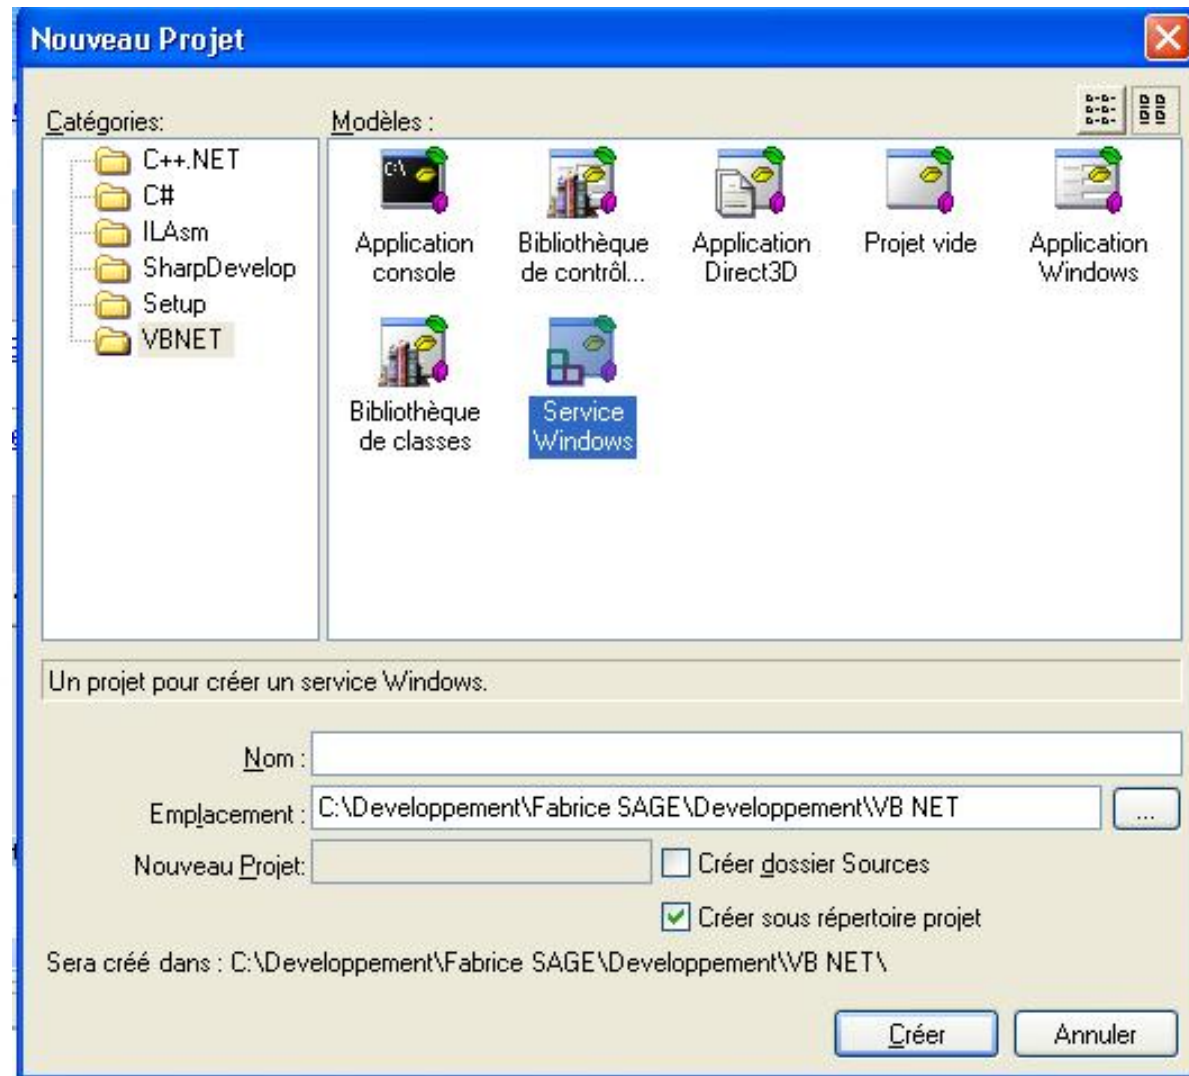 Nouveau Projet
Catégories:
Modèles :
C++.NET
C#
ILAsm
SharpDevelop
Setup
VBNET
C:\
Application
console
Bibliothèque
de contrôl...
Application
Direct3D
Projet vide
Application
Windows
Bibliothèque
de classes
Service
Windows
Un projet pour créer un service Windows.
Nom :
Emplacement : C:\Developpement\Fabrice SAGE\Developpement\VB NET ...
Nouveau Projet: Créer dossier Sources
Créer sous répertoire projet
Sera créé dans : C:\Developpement\Fabrice SAGE\Developpement\VB NET\
Créer Annuler